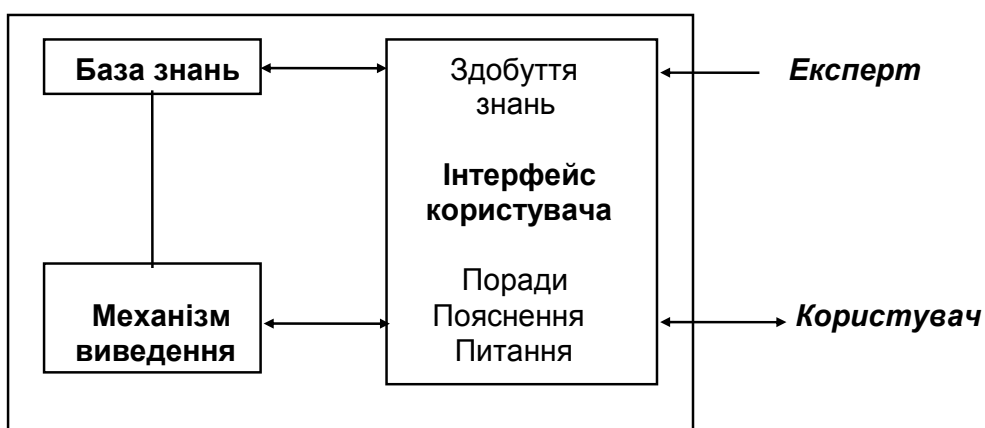 База знань
Здобуття
знань
Експерт
Інтерфейс
користувача
Механізм
виведення
Поради
Пояснення
Питання
Користувач